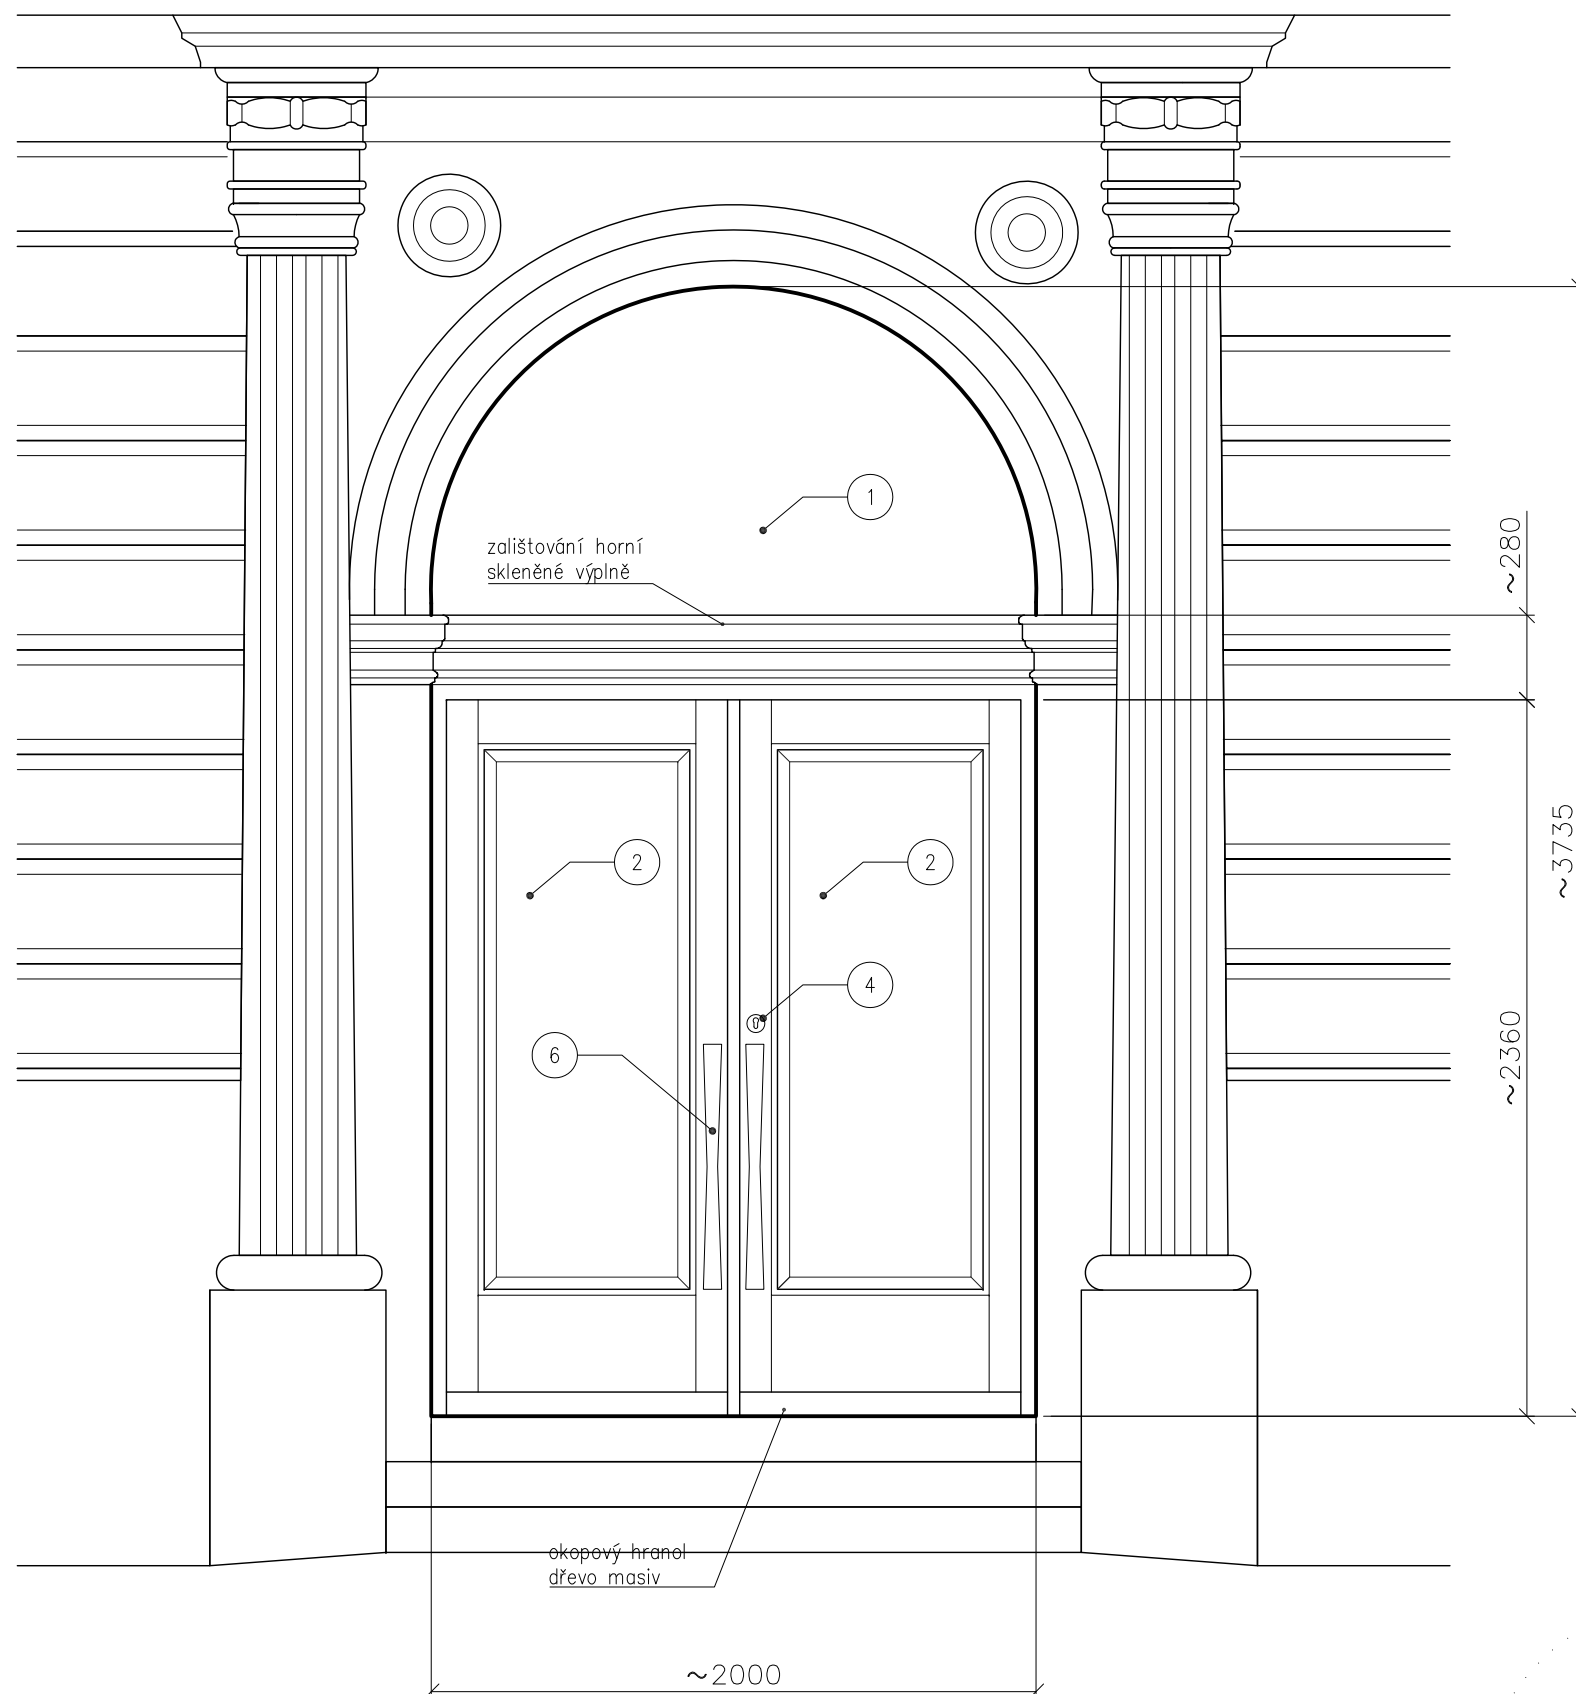 1
zalištování horní
skleněné výplně
~280
~3735
2
2
4
6
~2360
okopový hranol
dřevo masiv
~2000